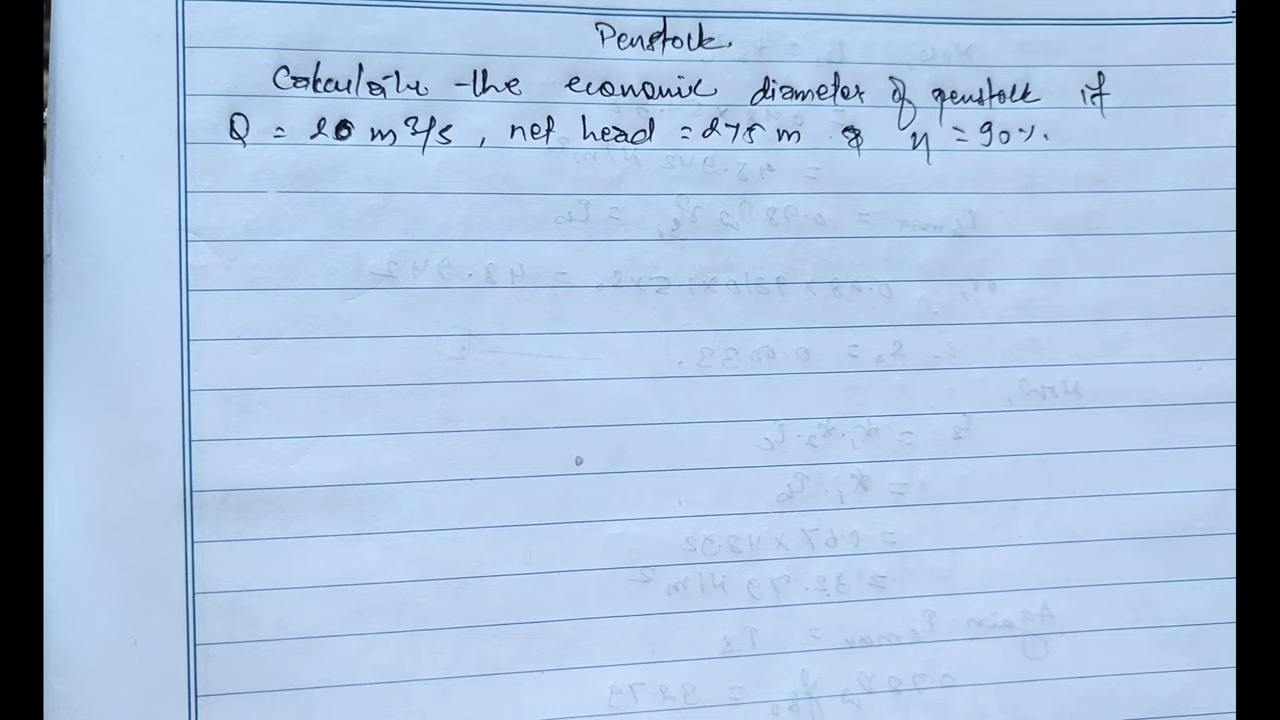 Penstock.
Calculate the economic diameter of penstock if
Q = 20 m3/s, net head = 275 m & η = 90%.